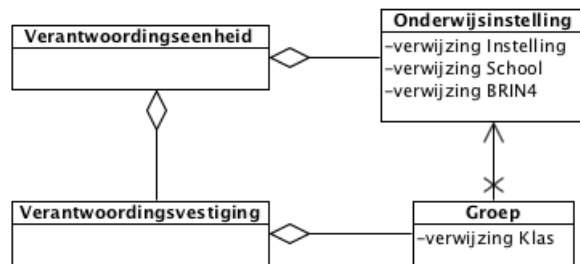 Verantwoordingseenheid
Onderwijsinstelling
–verwijzing Instelling
–verwijzing School
–verwijzing BRIN4
Verantwoordingsvestiging
Groep
–verwijzing Klas